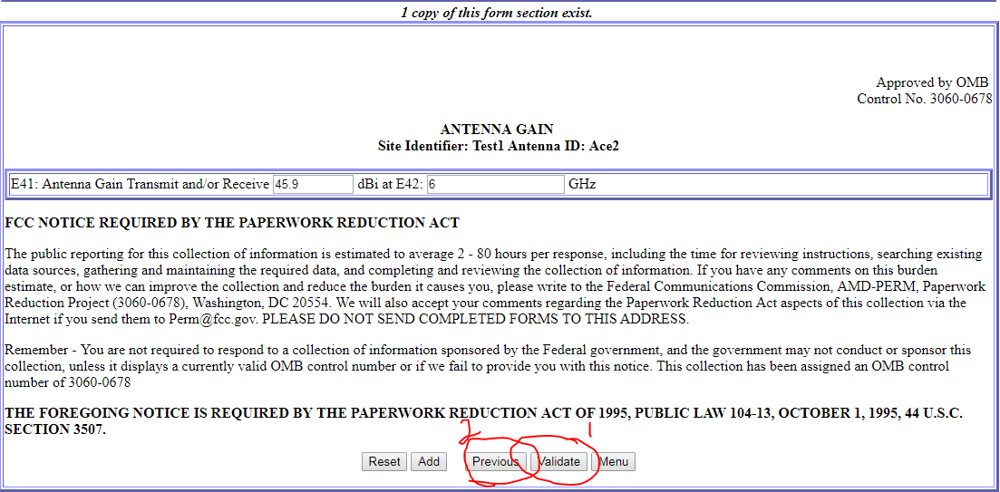 1 copy of this form section exist.
Approved by OMB
Control No. 3060-0678
ANTENNA GAIN
Site Identifier: Test1 Antenna ID: Ace2
E41: Antenna Gain Transmit and/or Receive 45.9 dBi at E42: 6 GHz
FCC NOTICE REQUIRED BY THE PAPERWORK REDUCTION ACT
The public reporting for this collection of information is estimated to average 2 - 80 hours per response, including the time for reviewing instructions, searching existing
data sources, gathering and maintaining the required data, and completing and reviewing the collection of information. If you have any comments on this burden
estimate, or how we can improve the collection and reduce the burden it causes you, please write to the Federal Communications Commission, AMD-PERM, Paperwork
Reduction Project (3060-0678), Washington, DC 20554. We will also accept your comments regarding the Paperwork Reduction Act aspects of this collection via the
Internet if you send them to Perm@fcc.gov. PLEASE DO NOT SEND COMPLETED FORMS TO THIS ADDRESS.
Remember - You are not required to respond to a collection of information sponsored by the Federal government, and the government may not conduct or sponsor this
collection, unless it displays a currently valid OMB control number or if we fail to provide you with this notice. This collection has been assigned an OMB control
number of 3060-0678
THE FOREGOING NOTICE IS REQUIRED BY THE PAPERWORK REDUCTION ACT OF 1995, PUBLIC LAW 104-13, OCTOBER 1, 1995, 44 U.S.C.
SECTION 3507.
2 1
Reset Add Previous Validate Menu